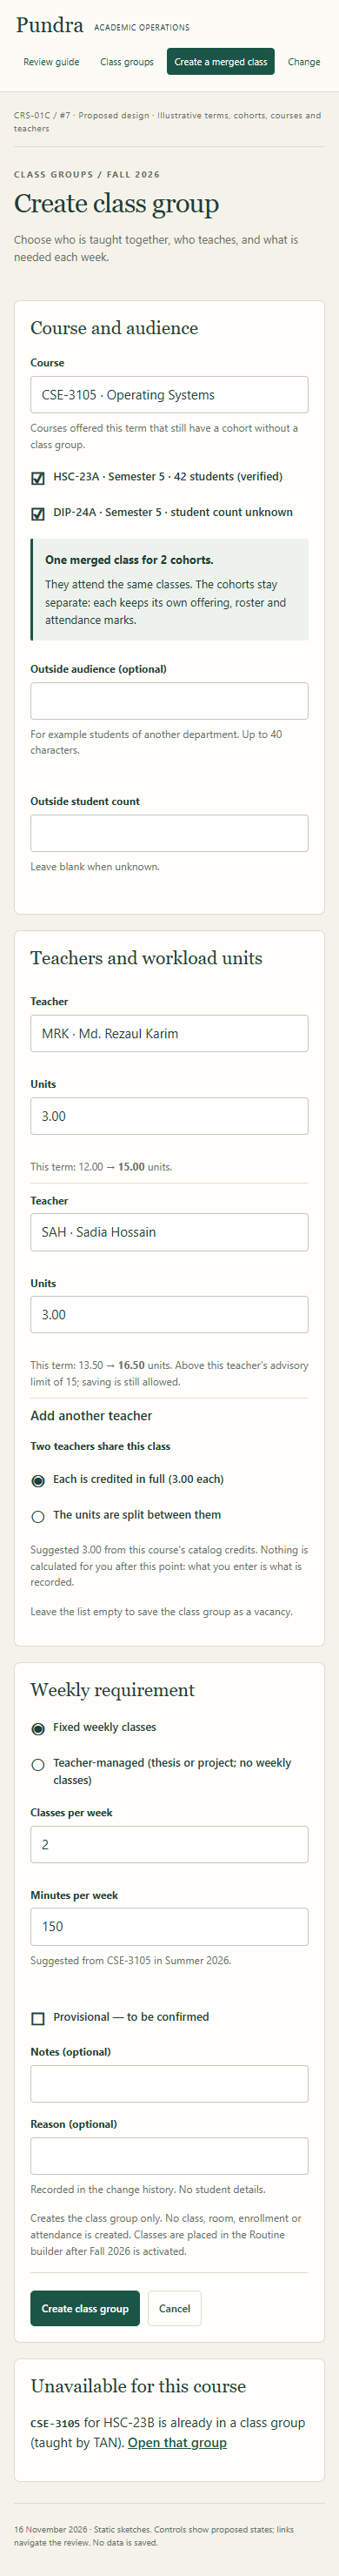 Pundra ACADEMIC OPERATIONS
Review guide Class groups Create a merged class Change
CRS-01C / #7 · Proposed design · Illustrative terms, cohorts, courses and
teachers
CLASS GROUPS / FALL 2026
Create class group
Choose who is taught together, who teaches, and what is
needed each week.
Course and audience
Course
CSE-3105 · Operating Systems
Courses offered this term that still have a cohort without a
class group.
HSC-23A · Semester 5 · 42 students (verified)
DIP-24A · Semester 5 · student count unknown
One merged class for 2 cohorts.
They attend the same classes. The cohorts stay
separate: each keeps its own offering, roster and
attendance marks.
Outside audience (optional)
For example students of another department. Up to 40
characters.
Outside student count
Leave blank when unknown.
Teachers and workload units
Teacher
MRK · Md. Rezaul Karim
Units
3.00
This term: 12.00 → 15.00 units.
Teacher
SAH · Sadia Hossain
Units
3.00
This term: 13.50 → 16.50 units. Above this teacher's advisory
limit of 15; saving is still allowed.
Add another teacher
Two teachers share this class
Each is credited in full (3.00 each)
The units are split between them
Suggested 3.00 from this course's catalog credits. Nothing is
calculated for you after this point: what you enter is what is
recorded.
Leave the list empty to save the class group as a vacancy.
Weekly requirement
Fixed weekly classes
Teacher-managed (thesis or project; no weekly
classes)
Classes per week
2
Minutes per week
150
Suggested from CSE-3105 in Summer 2026.
Provisional — to be confirmed
Notes (optional)
Reason (optional)
Recorded in the change history. No student details.
Creates the class group only. No class, room, enrollment or
attendance is created. Classes are placed in the Routine
builder after Fall 2026 is activated.
Create class group Cancel
Unavailable for this course
CSE-3105 for HSC-23B is already in a class group
(taught by TAN). Open that group
16 November 2026 · Static sketches. Controls show proposed states; links
navigate the review. No data is saved.